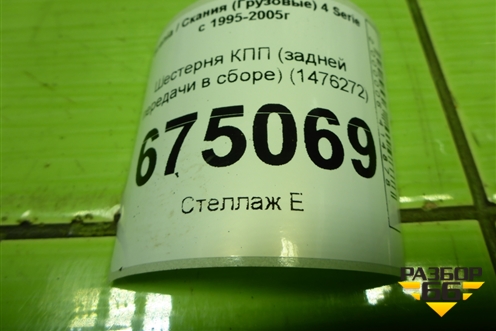 / Скания (Грузовые) 4 Serie
с 1995-2005г
Шестерня КПП (задней
передачи в сборе) (1476272)
675069
Стеллаж Е
РАЗБОР
66